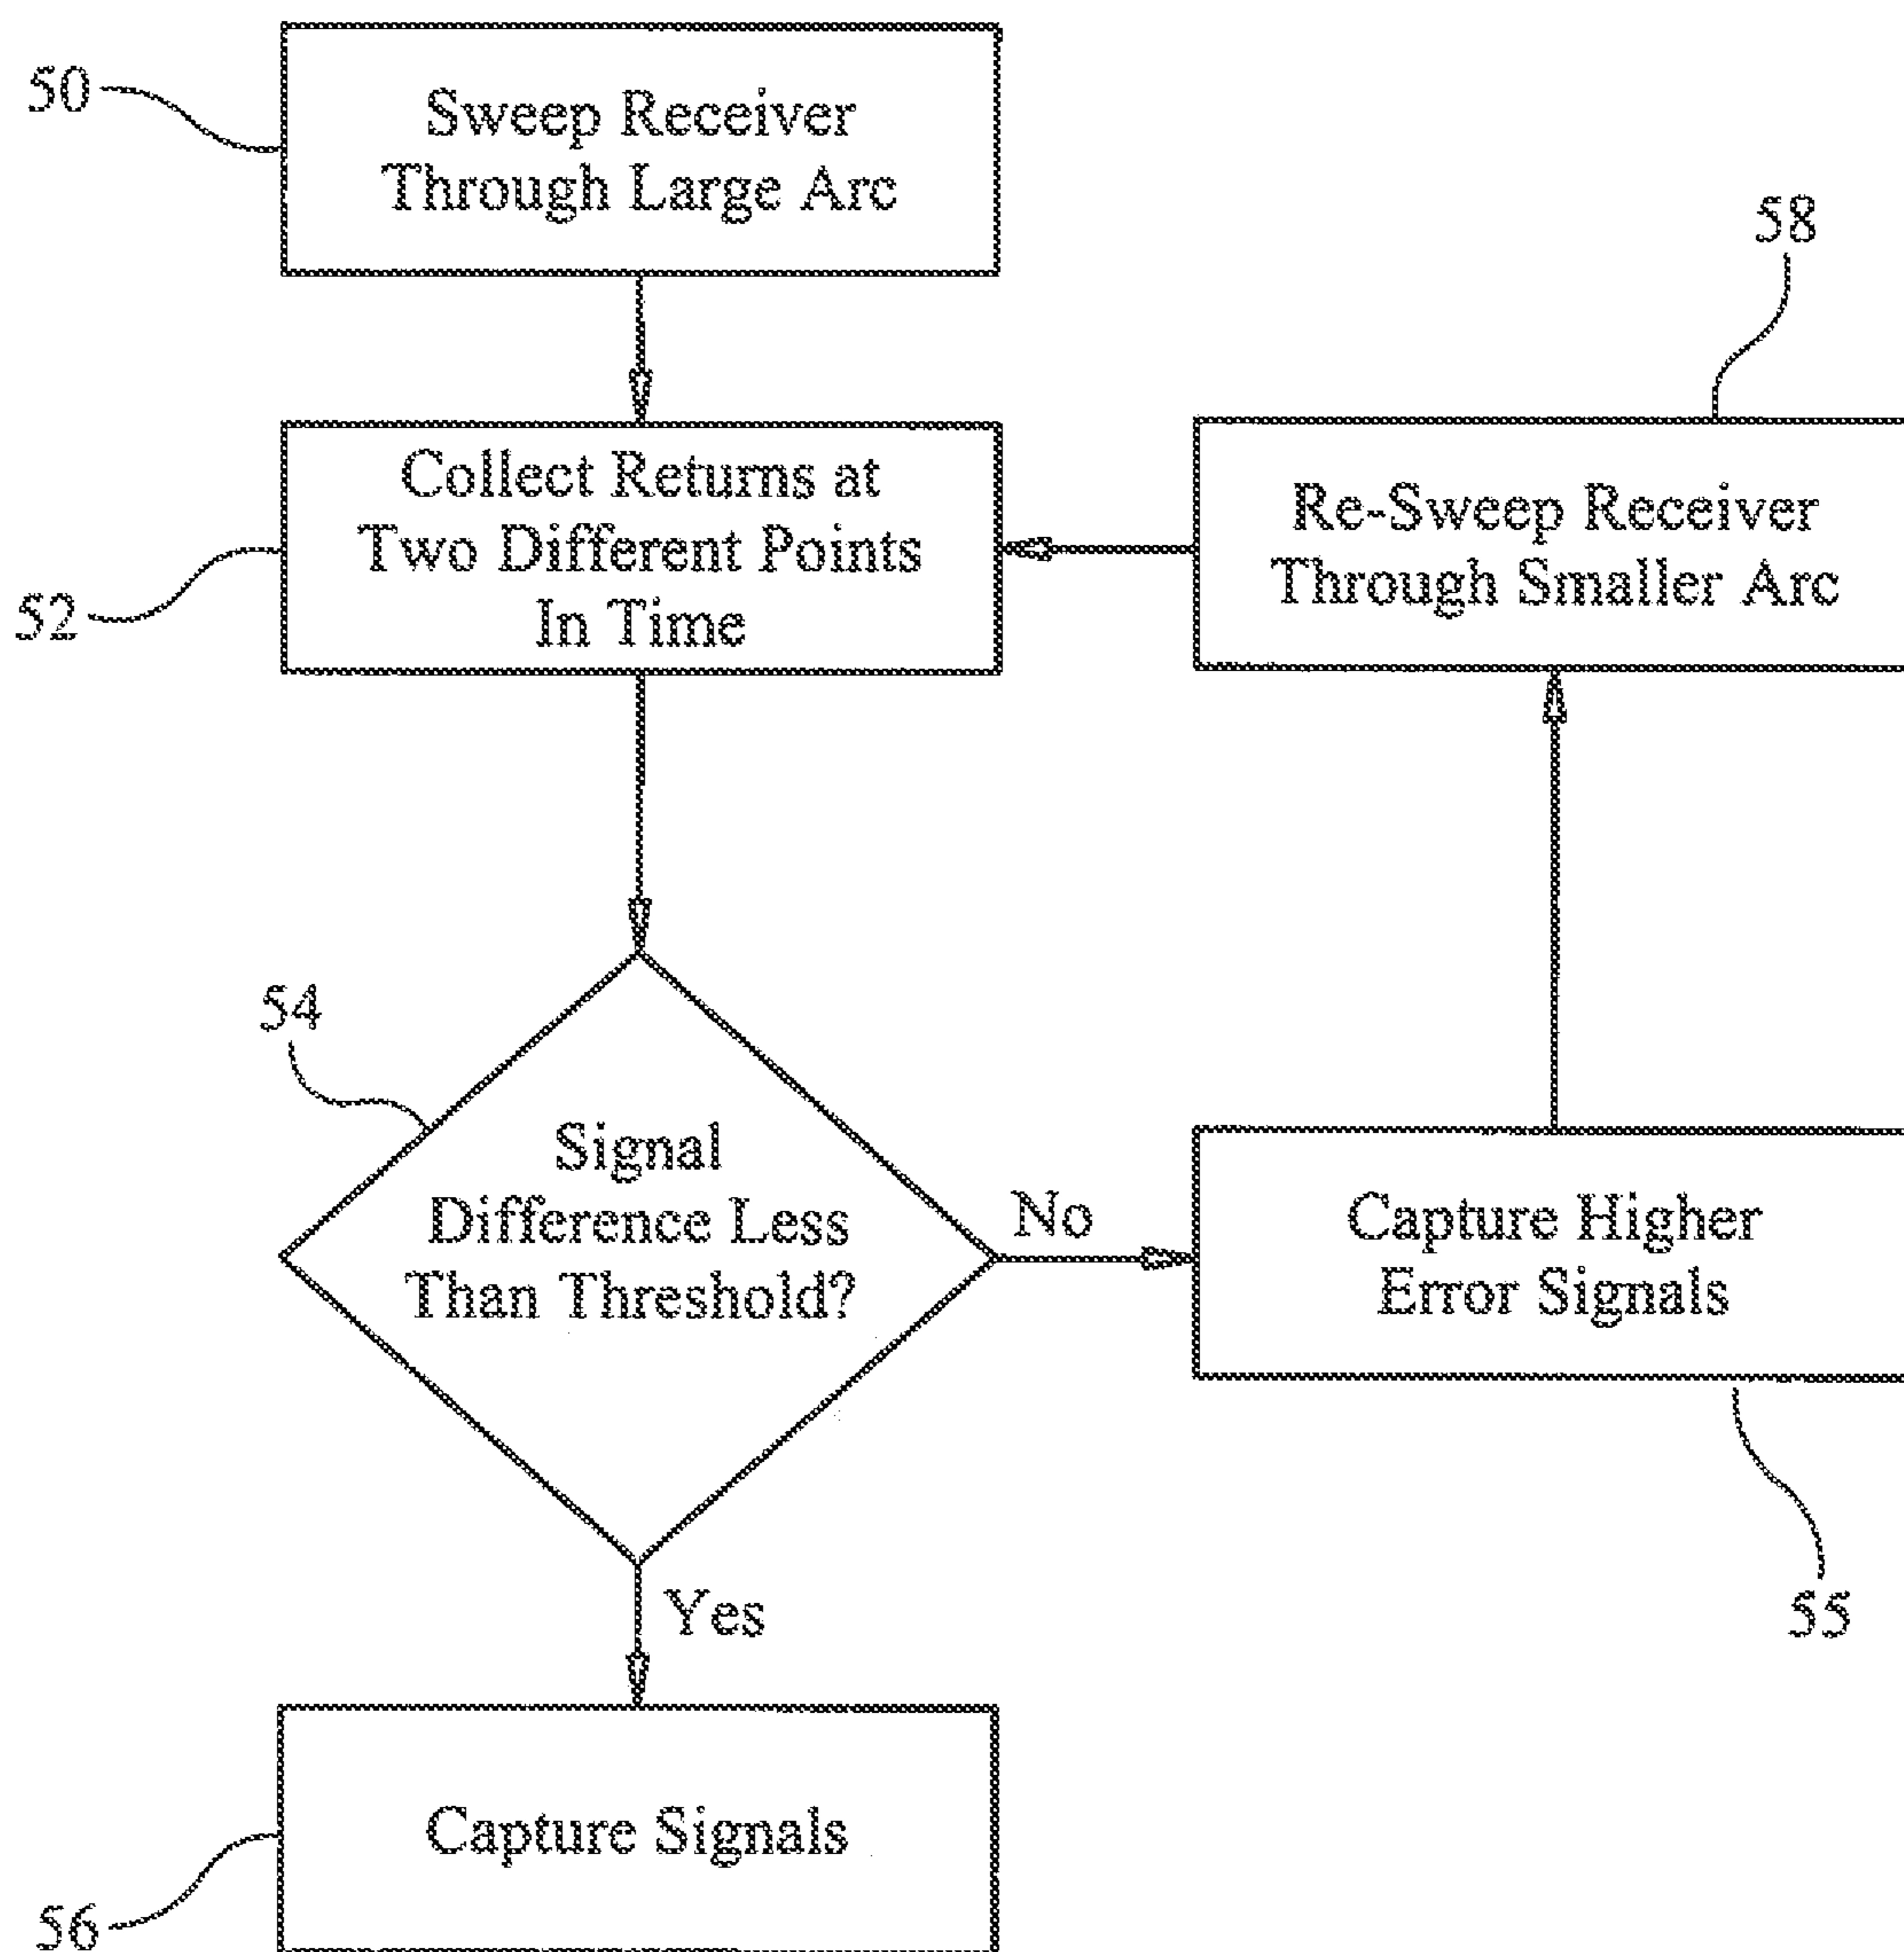 50
Sweep Receiver
Through Large Arc
58
Collect Returns at
Two Different Points
In Time
52
Re-Sweep Receiver
Through Smaller Arc
54
Signal
Difference Less
Than Threshold?
No
Capture Higher
Error Signals
55
Yes
Capture Signals
56